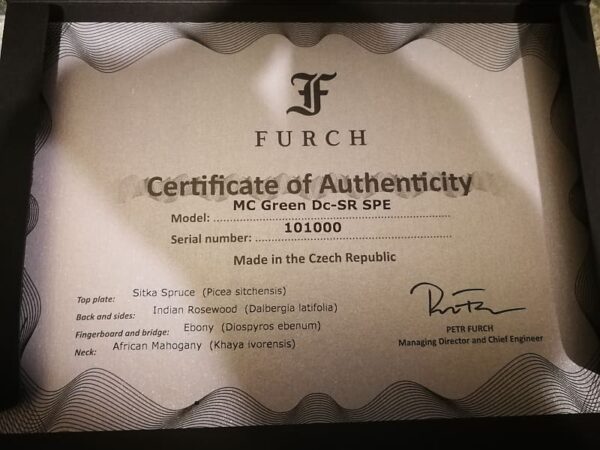 F
FURCH
Certificate of Authenticity
MC Green Dc-SR SPE
Model: ........................................................
101000
Serial number: ..............................................
Made in the Czech Republic
Top plate: Sitka Spruce (Picea sitchensis)
Back and sides: Indian Rosewood (Dalbergia latifolia)
Fingerboard and bridge: Ebony (Diospyros ebenum)
Neck: African Mahogany (Khaya ivorensis)
PETR FURCH
Managing Director and Chief Engineer